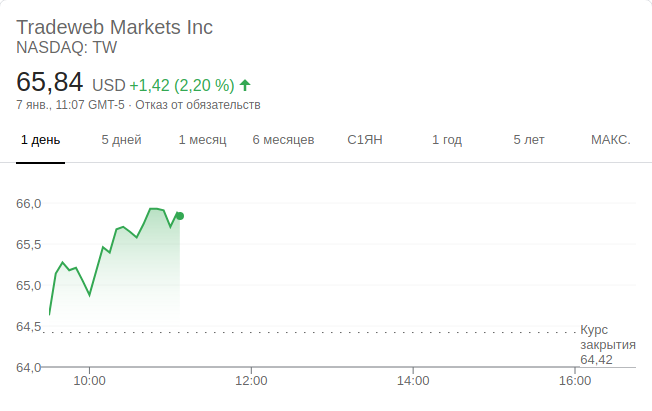 Tradeweb Markets Inc
NASDAQ: TW
65,84 USD +1,42 (2,20 %)
7 янв., 11:07 GMT-5 · Отказ от обязательств
1 день 5 дней 1 месяц 6 месяцев С1ЯН 1 год 5 лет МАКС.
66,0
65,5
65,0
64,5
64,0
Курс
закрытия
64,42
10:00 12:00 14:00 16:00